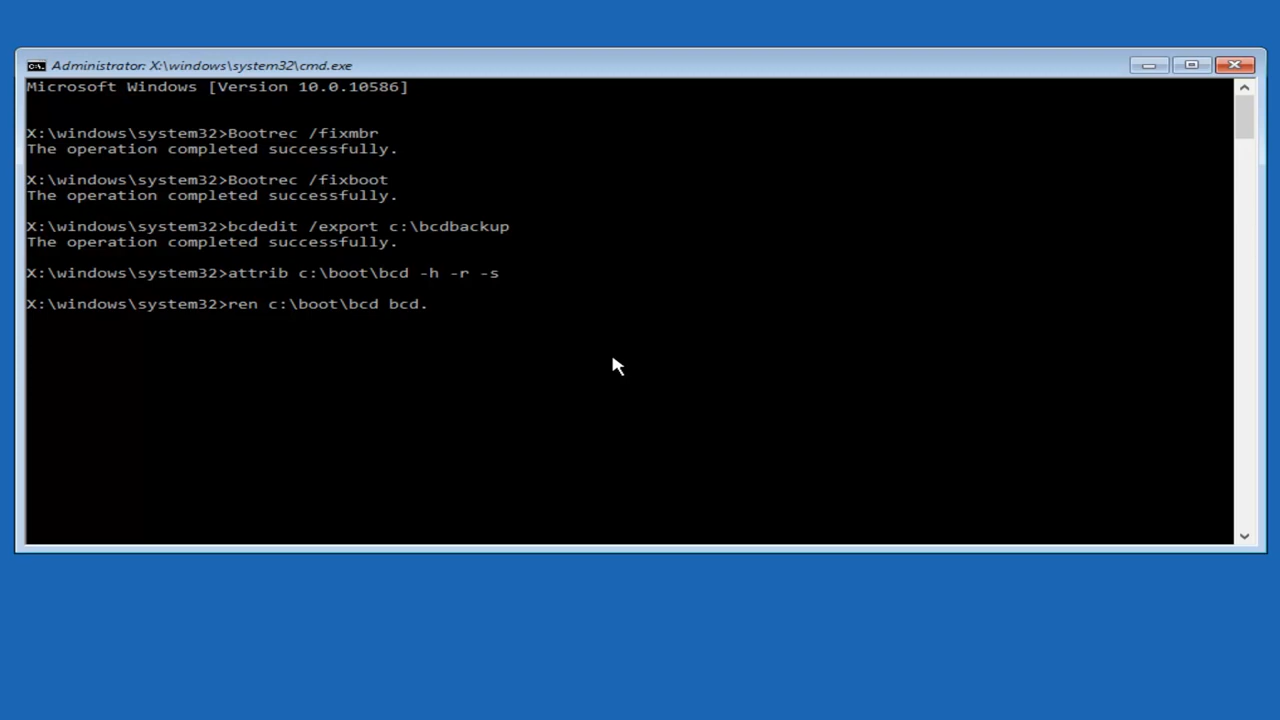 Administrator: X:\windows\system32\cmd.exe
Microsoft Windows [Version 10.0.10586]
X:\windows\system32>Bootrec /fixmbr
The operation completed successfully.
X:\windows\system32>Bootrec /fixboot
The operation completed successfully.
X:\windows\system32>bcdedit /export c:\bcdbackup
The operation completed successfully.
X:\windows\system32>attrib c:\boot\bcd -h -r -s
X:\windows\system32>ren c:\boot\bcd bcd.